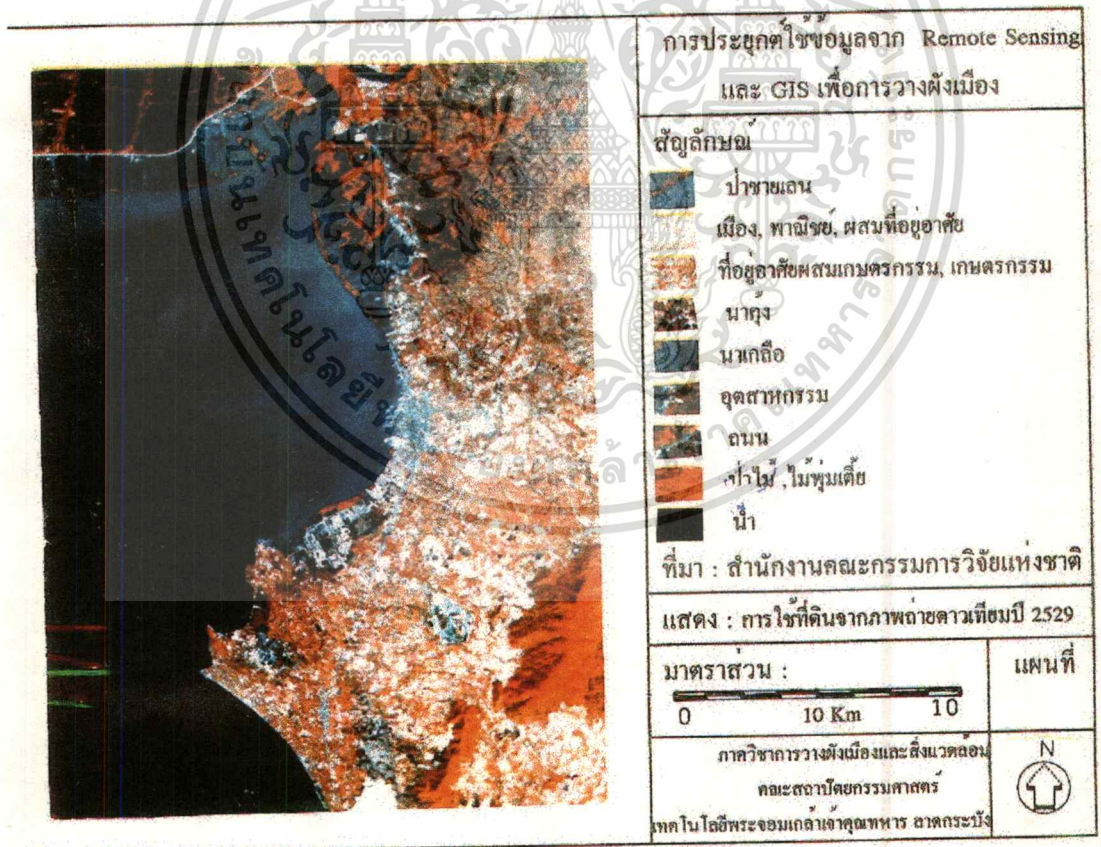 การประยุกต์ใช้ข้อมูลจาก Remote Sensing
และ GIS เพื่อการวางผังเมือง
สัญลักษณ์
ป่าชายเลน
เมือง, พาณิชย์, ผสมที่อยู่อาศัย
ที่อยู่อาศัยผสมเกษตรกรรม, เกษตรกรรม
นากุ้ง
นาเกลือ
อุตสาหกรรม
ถนน
ป่าไม้ ,ไม้พุ่มเตี้ย
น้ำ
ที่มา : สำนักงานคณะกรรมการวิจัยแห่งชาติ
แสดง : การใช้ที่ดินจากภาพถ่ายดาวเทียมปี 2529
มาตราส่วน :
แผนที่
0 10 Km 10
ภาควิชาการวางผังเมืองและสิ่งแวดล้อม
คณะสถาปัตยกรรมศาสตร์
เทคโนโลยีพระจอมเกล้าเจ้าคุณทหาร ลาดกระบัง
N